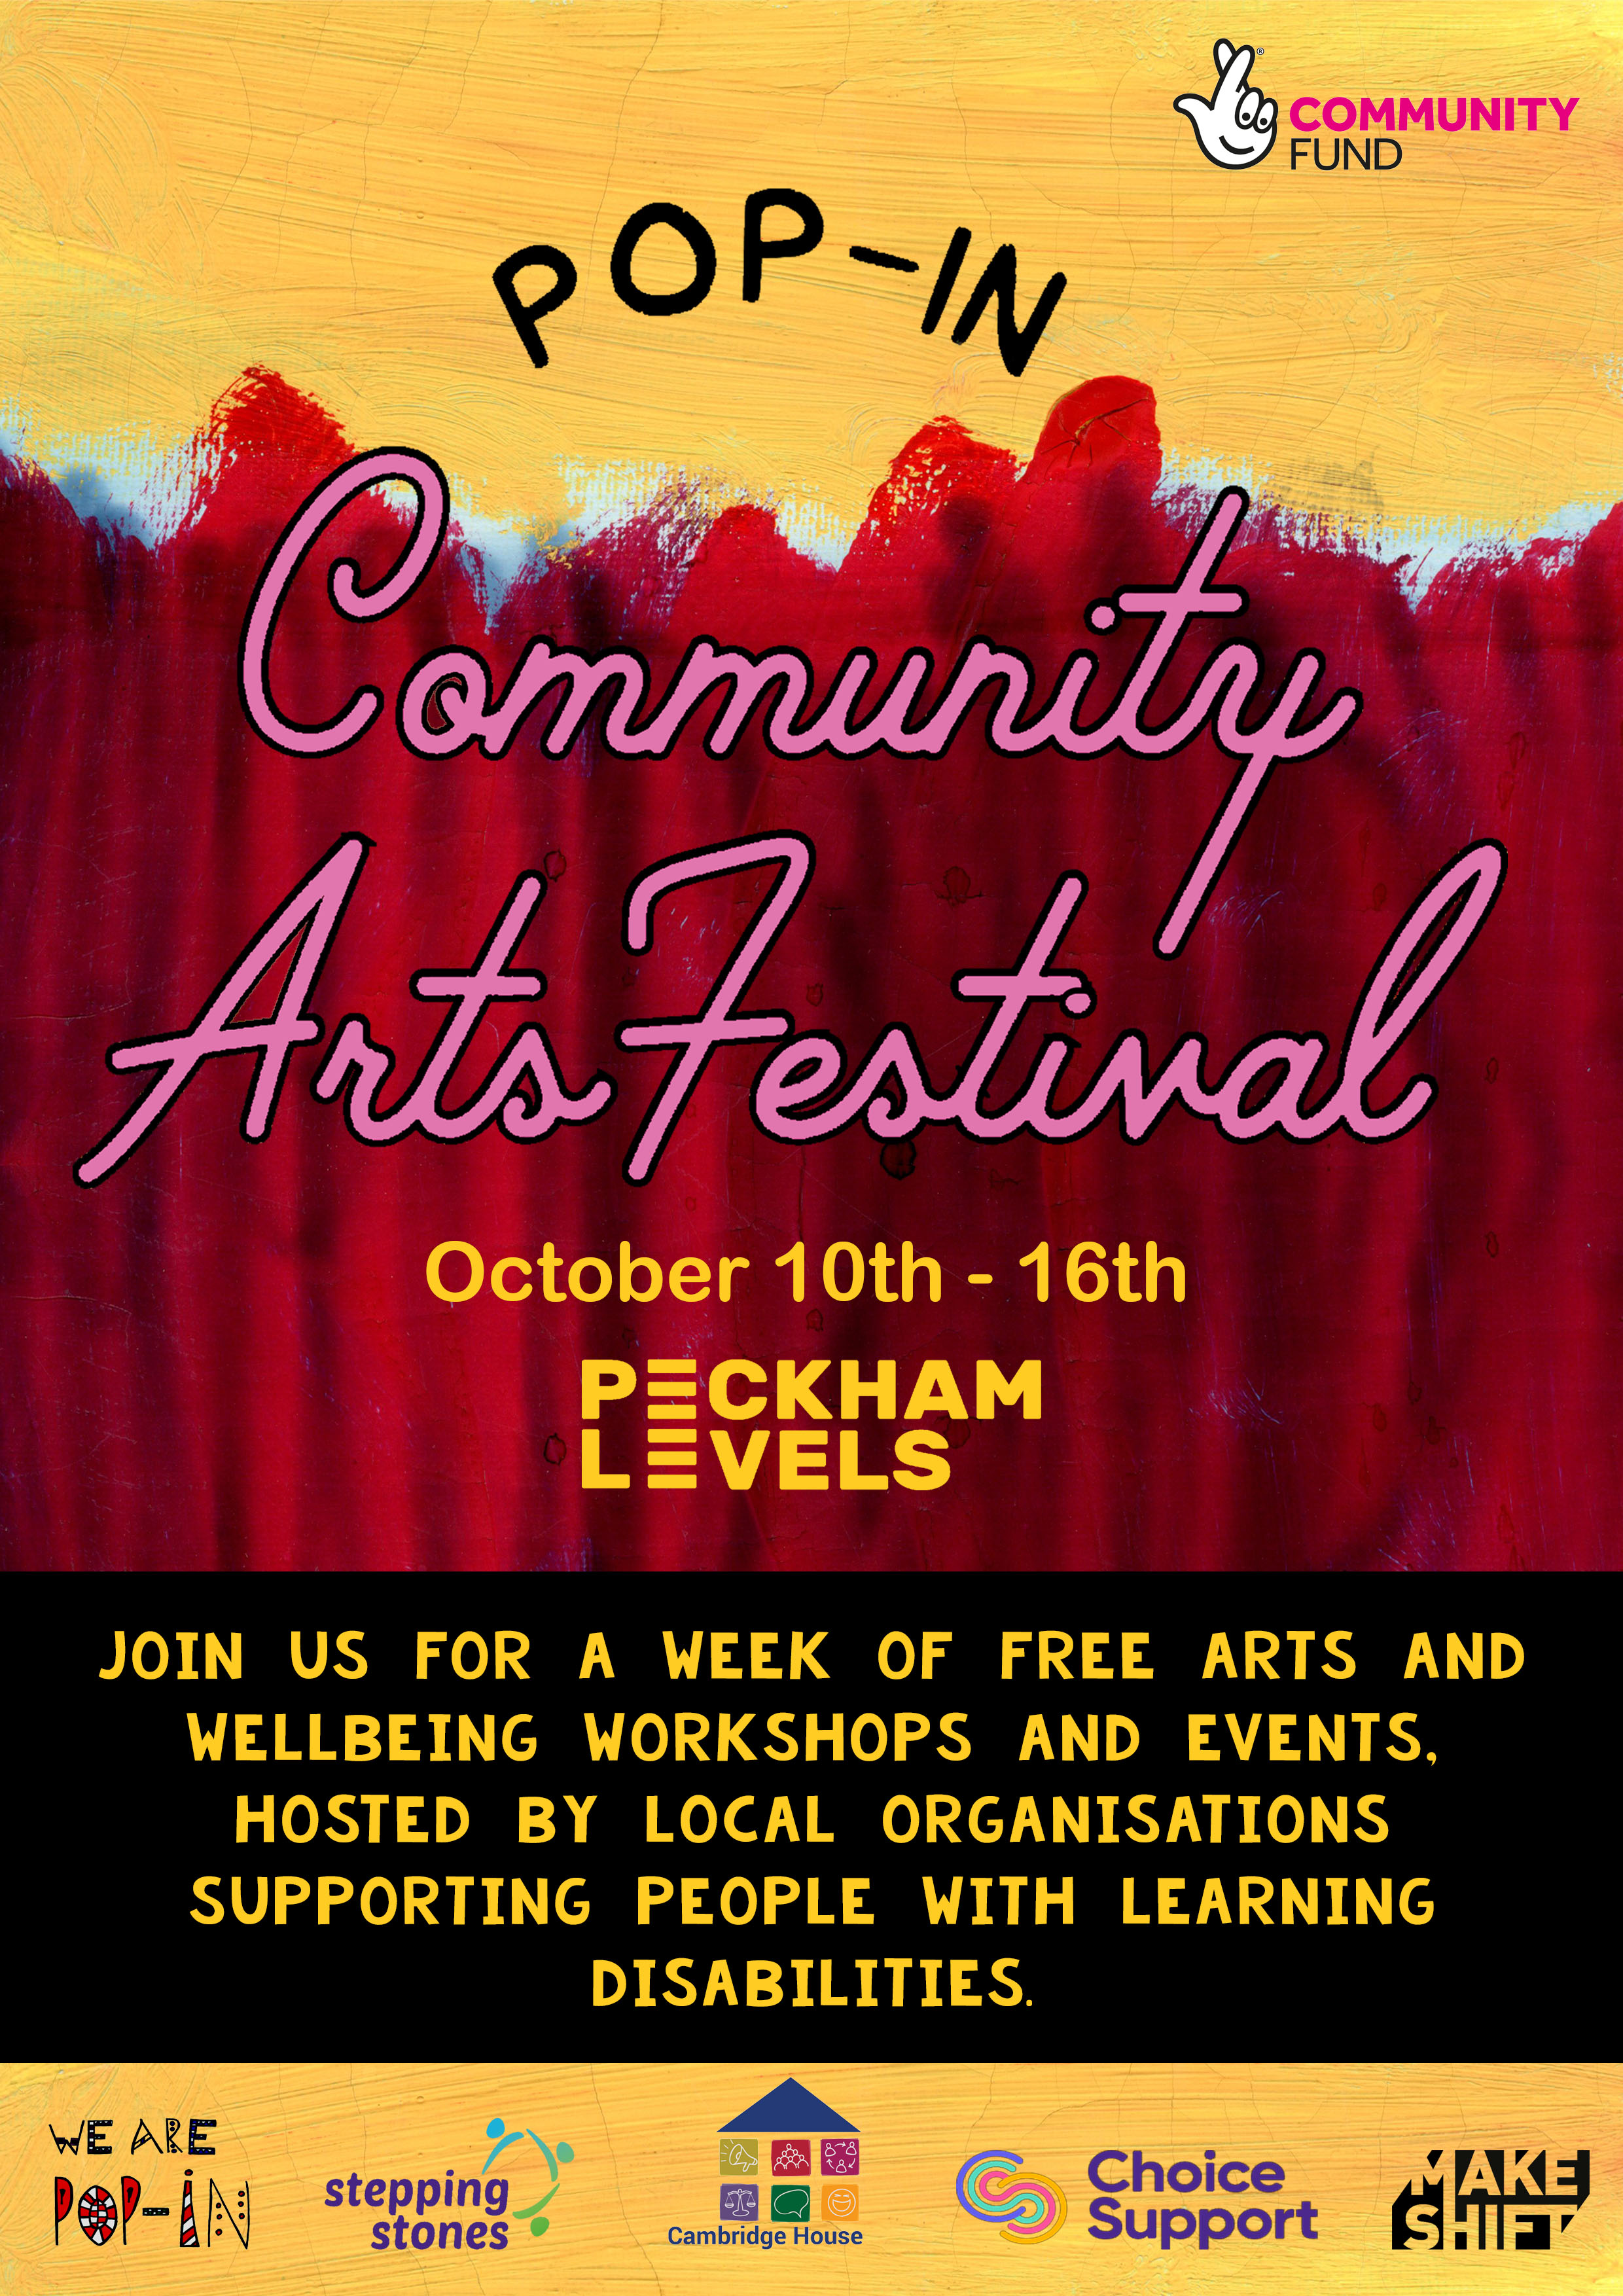 COMMUNITY
FUND
POP-IN
Community
Arts Festival
October 10th - 16th
PECKHAM
LEVELS
JOIN US FOR A WEEK OF FREE ARTS AND
WELLBEING WORKSHOPS AND EVENTS,
HOSTED BY LOCAL ORGANISATIONS
SUPPORTING PEOPLE WITH LEARNING
DISABILITIES.
WE ARE
POP-IN
stepping
stones
Cambridge House
Choice
Support
MAKE
SHIFT